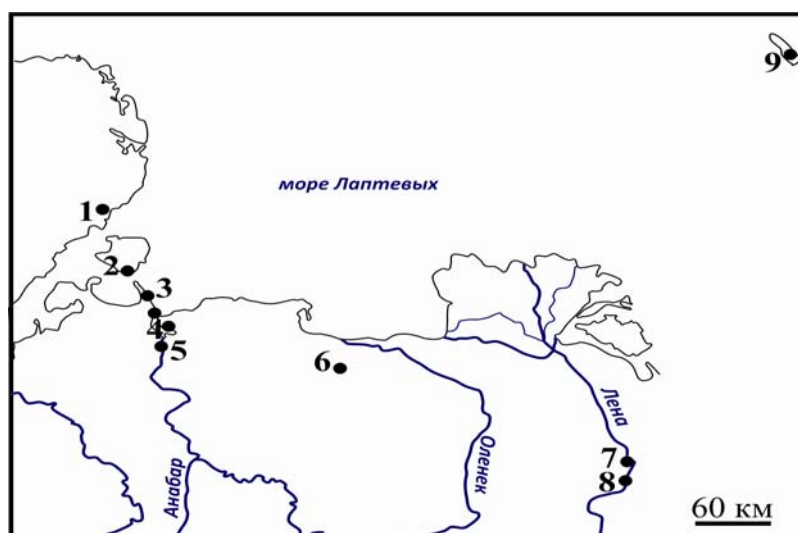 9
1
море Лаптевых
2
3
4
5
6
Лена
7
8
Оленек
Анабар
60 км